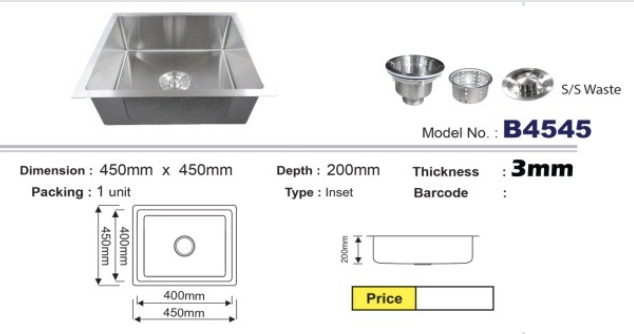 S/S Waste
Model No. : B4545
Dimension : 450mm x 450mm Depth : 200mm Thickness : 3mm
Packing : 1 unit Type : Inset Barcode :
450mm
400mm
400mm
450mm
200mm
Price